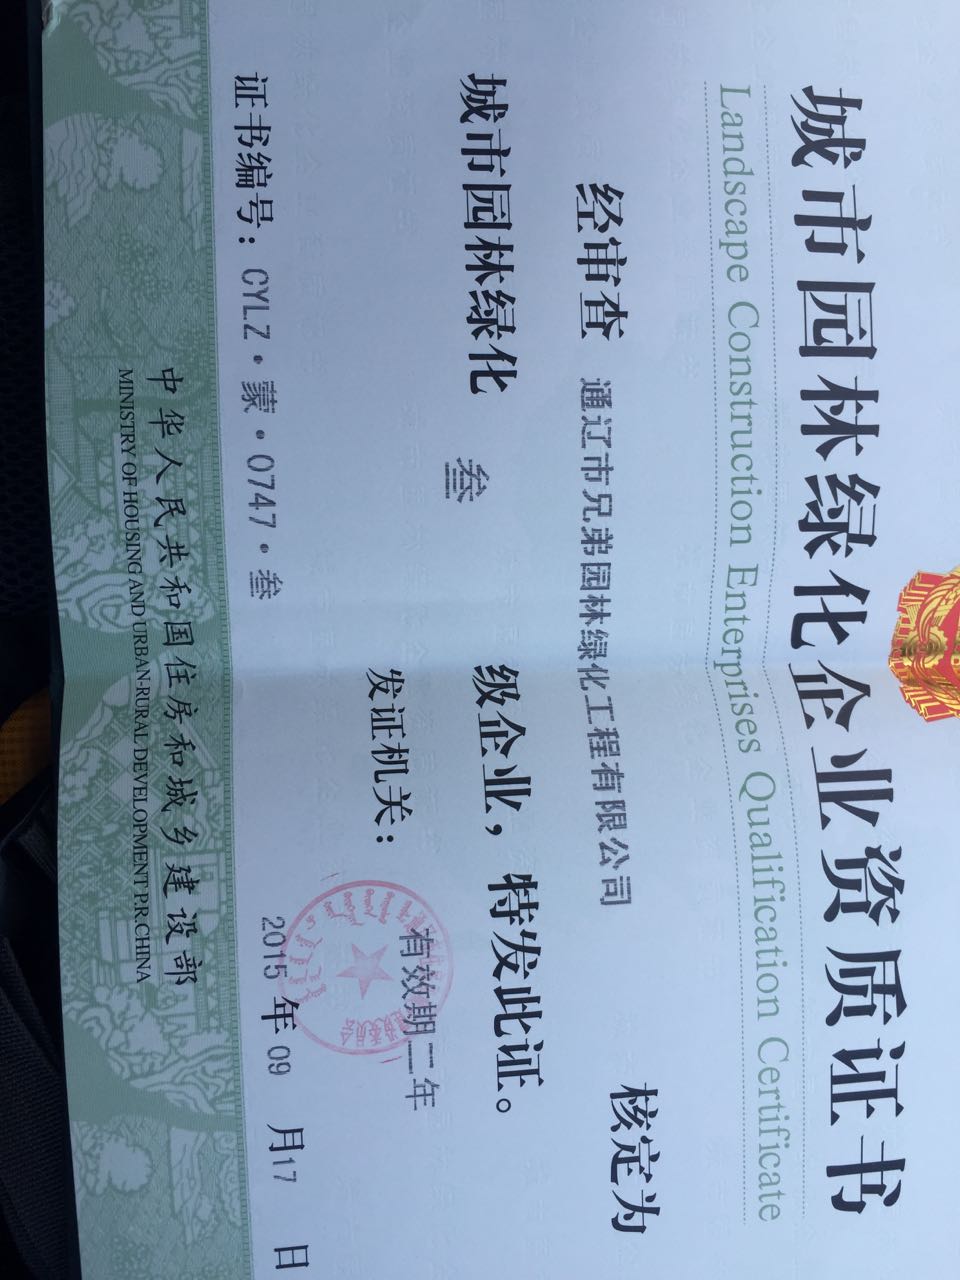 城市园林绿化企业资质证书
Landscape Construction Enterprises Qualification Certificate
经审查 通辽市兄弟园林绿化工程有限公司 核定为
城市园林绿化 叁 级企业，特发此证。
发证机关：
有效期二年
证书编号：CYLZ·蒙·0747·叁
2015 年 09 月 17 日
中华人民共和国住房和城乡建设部
MINISTRY OF HOUSING AND URBAN-RURAL DEVELOPMENT P.R.CHINA